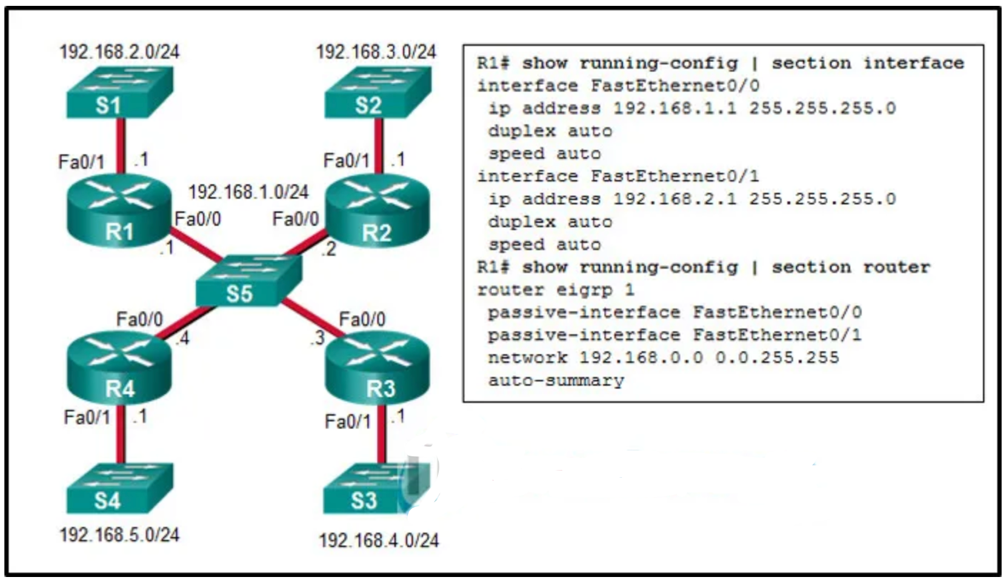 192.168.2.0/24
192.168.3.0/24
S1
S2
Fa0/1 .1
Fa0/1 .1
192.168.1.0/24
R1
Fa0/0
Fa0/0
R2
.1
.2
S5
Fa0/0
Fa0/0
.4
.3
R4
R3
Fa0/1 .1
Fa0/1 .1
S4
S3
192.168.5.0/24
192.168.4.0/24
R1# show running-config | section interface
interface FastEthernet0/0
ip address 192.168.1.1 255.255.255.0
duplex auto
speed auto
interface FastEthernet0/1
ip address 192.168.2.1 255.255.255.0
duplex auto
speed auto
R1# show running-config | section router
router eigrp 1
passive-interface FastEthernet0/0
passive-interface FastEthernet0/1
network 192.168.0.0 0.0.255.255
auto-summary